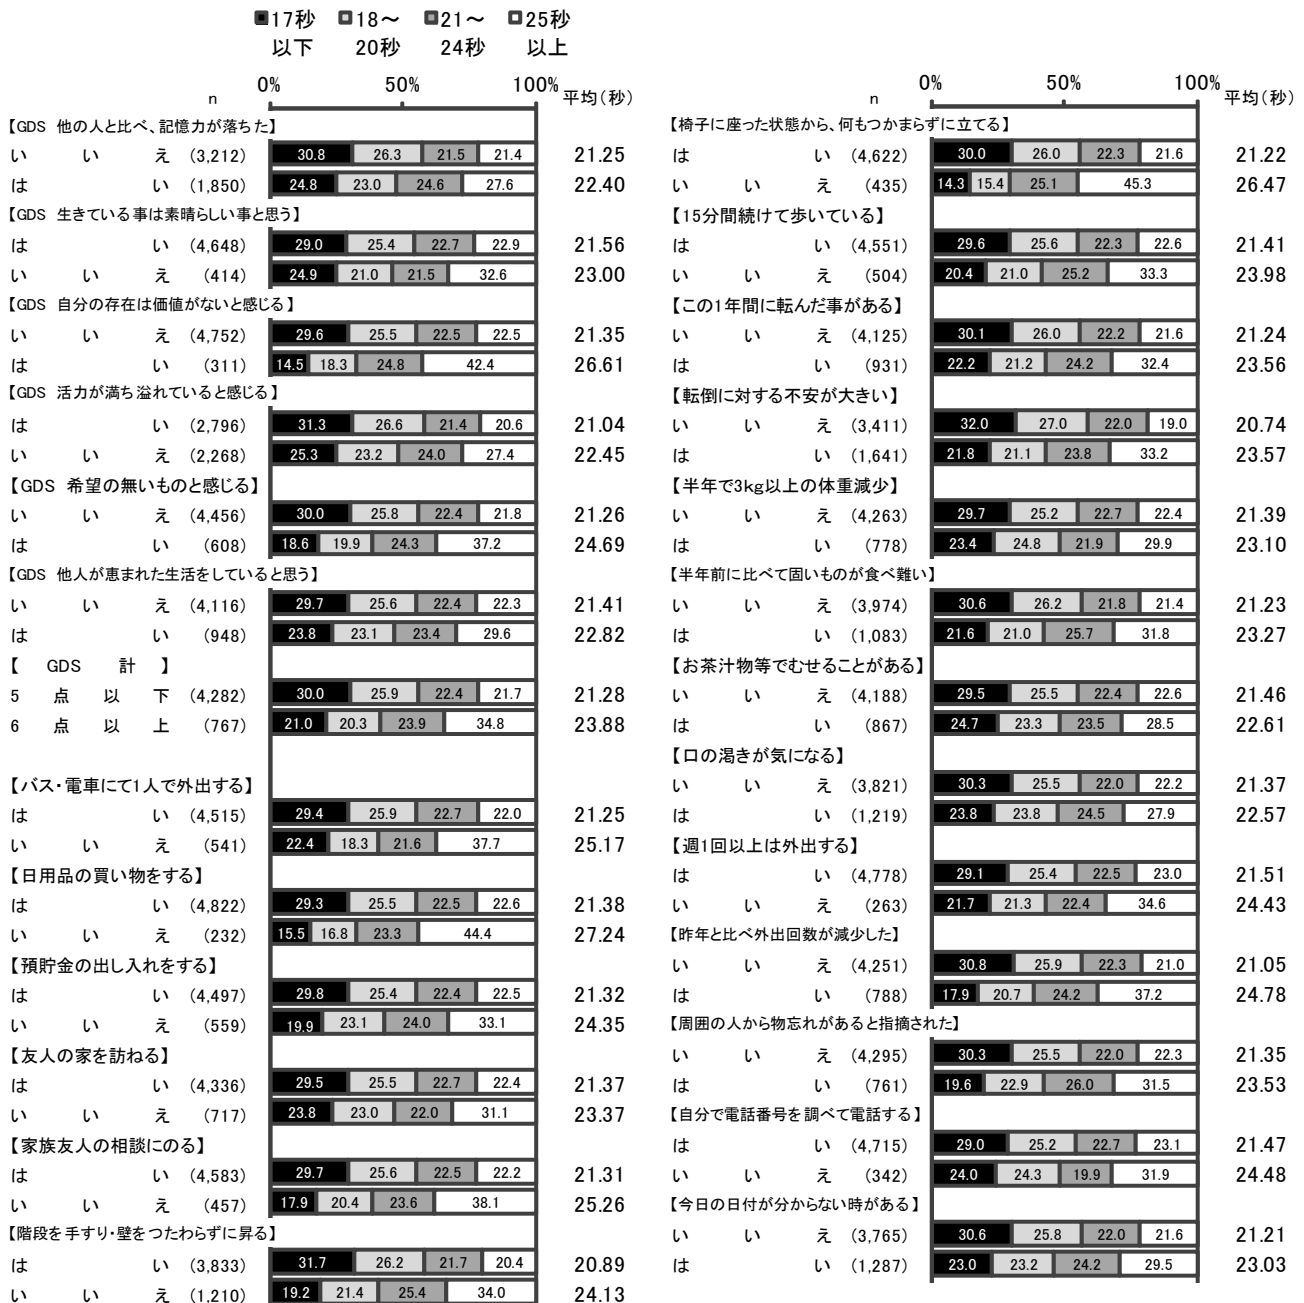 ■17秒以下 □18～20秒 ■21～24秒 □25秒以上
n 0% 50% 100% 平均(秒)
【GDS 他の人と比べ、記憶力が落ちた】
いいえ (3,212) 30.8 26.3 21.5 21.4 21.25
はい (1,850) 24.8 23.0 24.6 27.6 22.40
【GDS 生きている事は素晴らしい事と思う】
はい (4,648) 29.0 25.4 22.7 22.9 21.56
いいえ (414) 24.9 21.0 21.5 32.6 23.00
【GDS 自分の存在は価値がないと感じる】
いいえ (4,752) 29.6 25.5 22.5 22.5 21.35
はい (311) 14.5 18.3 24.8 42.4 26.61
【GDS 活力が満ち溢れていると感じる】
はい (2,796) 31.3 26.6 21.4 20.6 21.04
いいえ (2,268) 25.3 23.2 24.0 27.4 22.45
【GDS 希望の無いものと感じる】
いいえ (4,456) 30.0 25.8 22.4 21.8 21.26
はい (608) 18.6 19.9 24.3 37.2 24.69
【GDS 他人が恵まれた生活をしていると思う】
いいえ (4,116) 29.7 25.6 22.4 22.3 21.41
はい (948) 23.8 23.1 23.4 29.6 22.82
【 GDS 計 】
5点以下 (4,282) 30.0 25.9 22.4 21.7 21.28
6点以上 (767) 21.0 20.3 23.9 34.8 23.88
【バス・電車にて1人で外出する】
はい (4,515) 29.4 25.9 22.7 22.0 21.25
いいえ (541) 22.4 18.3 21.6 37.7 25.17
【日用品の買い物をする】
はい (4,822) 29.3 25.5 22.5 22.6 21.38
いいえ (232) 15.5 16.8 23.3 44.4 27.24
【預貯金の出し入れをする】
はい (4,497) 29.8 25.4 22.4 22.5 21.32
いいえ (559) 19.9 23.1 24.0 33.1 24.35
【友人の家を訪ねる】
はい (4,336) 29.5 25.5 22.7 22.4 21.37
いいえ (717) 23.8 23.0 22.0 31.1 23.37
【家族友人の相談にのる】
はい (4,583) 29.7 25.6 22.5 22.2 21.31
いいえ (457) 17.9 20.4 23.6 38.1 25.26
【階段を手すり・壁をつたわらずに昇る】
はい (3,833) 31.7 26.2 21.7 20.4 20.89
いいえ (1,210) 19.2 21.4 25.4 34.0 24.13
n 0% 50% 100% 平均(秒)
【椅子に座った状態から、何もつかまらずに立てる】
はい (4,622) 30.0 26.0 22.3 21.6 21.22
いいえ (435) 14.3 15.4 25.1 45.3 26.47
【15分間続けて歩いている】
はい (4,551) 29.6 25.6 22.3 22.6 21.41
いいえ (504) 20.4 21.0 25.2 33.3 23.98
【この1年間に転んだ事がある】
いいえ (4,125) 30.1 26.0 22.2 21.6 21.24
はい (931) 22.2 21.2 24.2 32.4 23.56
【転倒に対する不安が大きい】
いいえ (3,411) 32.0 27.0 22.0 19.0 20.74
はい (1,641) 21.8 21.1 23.8 33.2 23.57
【半年で3kg以上の体重減少】
いいえ (4,263) 29.7 25.2 22.7 22.4 21.39
はい (778) 23.4 24.8 21.9 29.9 23.10
【半年前に比べて固いものが食べ難い】
いいえ (3,974) 30.6 26.2 21.8 21.4 21.23
はい (1,083) 21.6 21.0 25.7 31.8 23.27
【お茶汁物等でむせることがある】
いいえ (4,188) 29.5 25.5 22.4 22.6 21.46
はい (867) 24.7 23.3 23.5 28.5 22.61
【口の渇きが気になる】
いいえ (3,821) 30.3 25.5 22.0 22.2 21.37
はい (1,219) 23.8 23.8 24.5 27.9 22.57
【週1回以上は外出する】
はい (4,778) 29.1 25.4 22.5 23.0 21.51
いいえ (263) 21.7 21.3 22.4 34.6 24.43
【昨年と比べ外出回数が減少した】
いいえ (4,251) 30.8 25.9 22.3 21.0 21.05
はい (788) 17.9 20.7 24.2 37.2 24.78
【周囲の人から物忘れがあると指摘された】
いいえ (4,295) 30.3 25.5 22.0 22.3 21.35
はい (761) 19.6 22.9 26.0 31.5 23.53
【自分で電話番号を調べて電話する】
はい (4,715) 29.0 25.2 22.7 23.1 21.47
いいえ (342) 24.0 24.3 19.9 31.9 24.48
【今日の日付が分からない時がある】
いいえ (3,765) 30.6 25.8 22.0 21.6 21.21
はい (1,287) 23.0 23.2 24.2 29.5 23.03